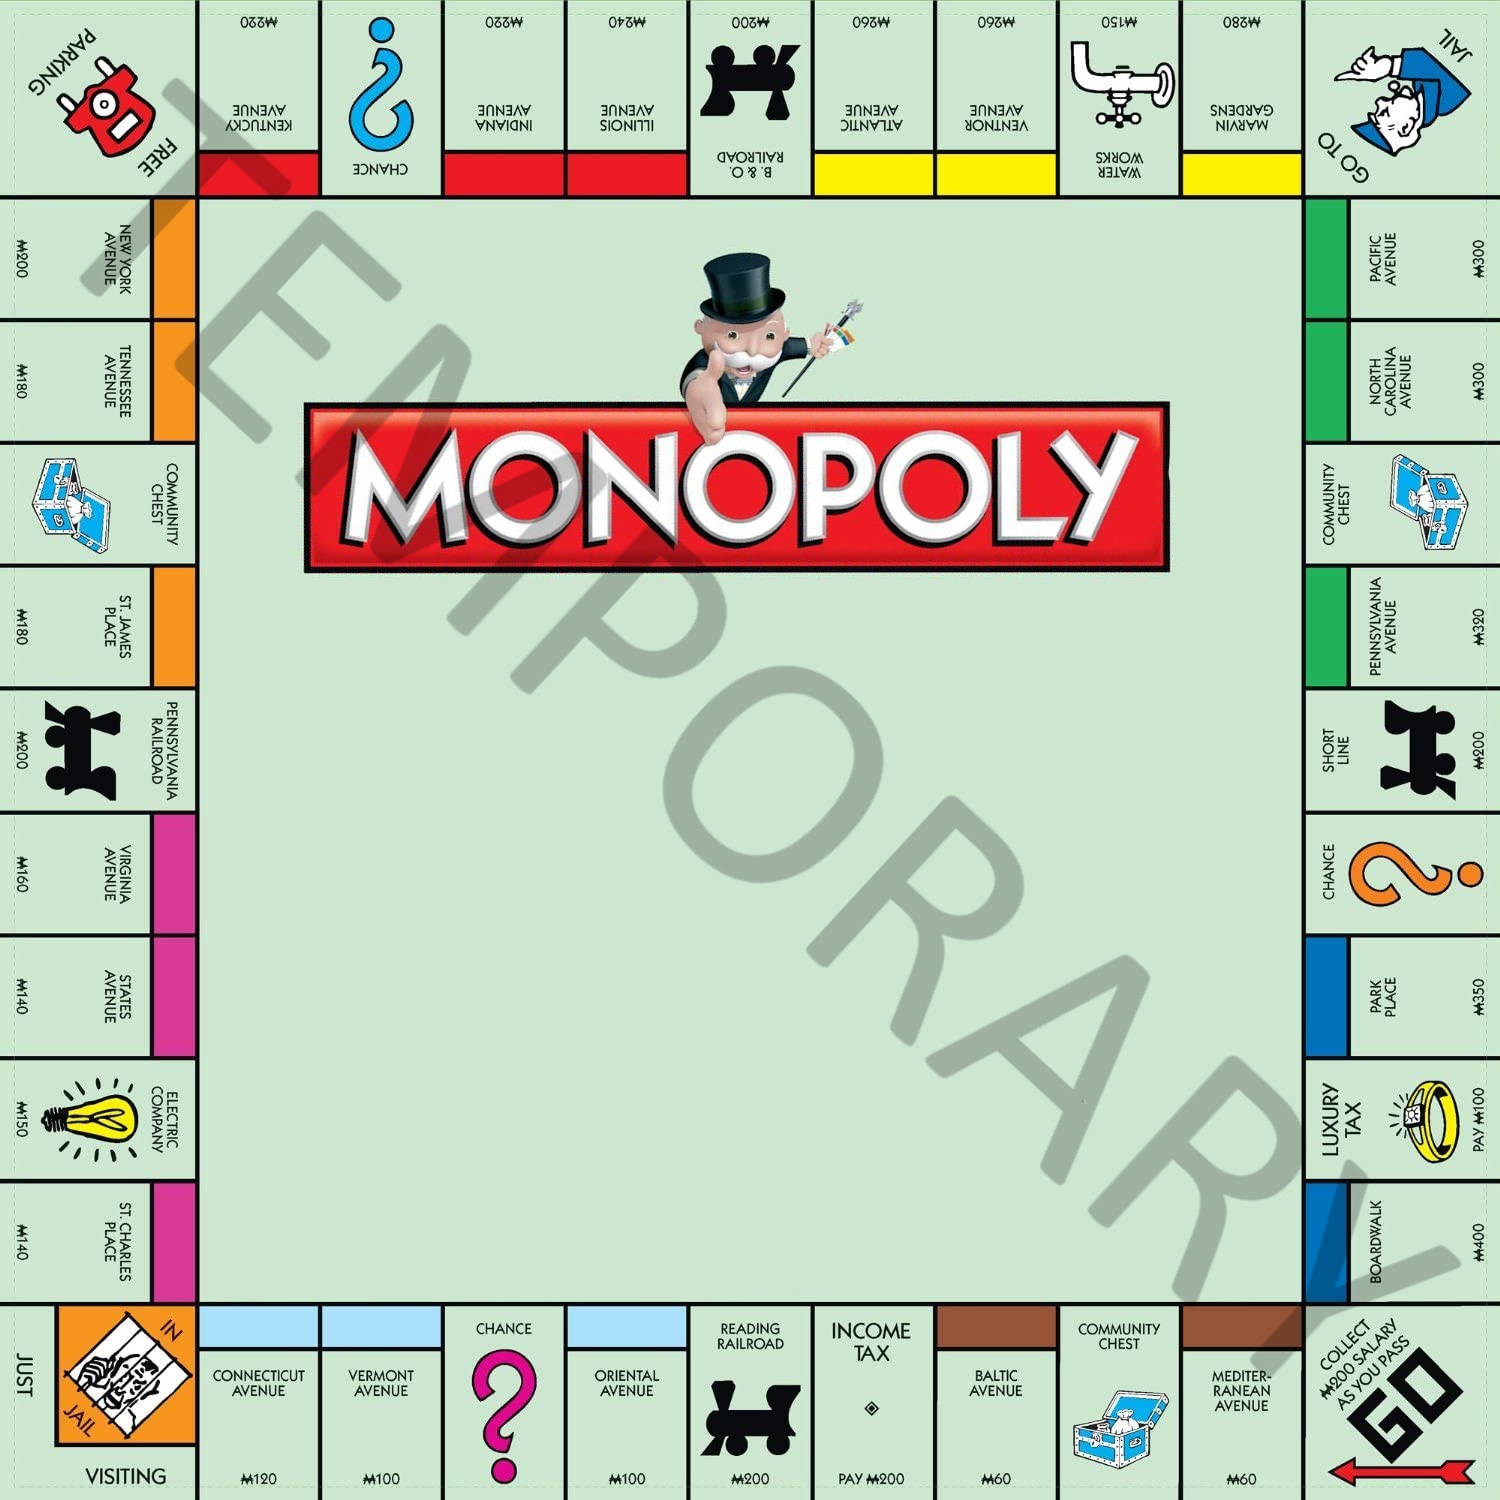 FREE
PARKING
KENTUCKY
AVENUE
₩220
CHANCE
INDIANA
AVENUE
₩220
ILLINOIS
AVENUE
₩240
B. & O.
RAILROAD
₩200
ATLANTIC
AVENUE
₩260
VENTNOR
AVENUE
₩260
WATER
WORKS
₩150
MARVIN
GARDENS
₩280
GO TO
JAIL
NEW YORK
AVENUE
₩200
TENNESSEE
AVENUE
₩180
COMMUNITY
CHEST
ST. JAMES
PLACE
₩180
PENNSYLVANIA
RAILROAD
₩200
VIRGINIA
AVENUE
₩160
STATES
AVENUE
₩140
ELECTRIC
COMPANY
₩150
ST. CHARLES
PLACE
₩140
MONOPOLY
TEMPORARY
PACIFIC
AVENUE
₩300
NORTH
CAROLINA
AVENUE
₩300
COMMUNITY
CHEST
PENNSYLVANIA
AVENUE
₩320
SHORT
LINE
₩200
CHANCE
PARK
PLACE
₩350
LUXURY
TAX
PAY ₩100
BOARDWALK
₩400
JUST
VISITING
IN
JAIL
CONNECTICUT
AVENUE
₩120
VERMONT
AVENUE
₩100
CHANCE
ORIENTAL
AVENUE
₩100
READING
RAILROAD
₩200
INCOME
TAX
PAY ₩200
BALTIC
AVENUE
₩60
COMMUNITY
CHEST
MEDITER-
RANEAN
AVENUE
₩60
COLLECT
₩200 SALARY
AS YOU PASS
GO